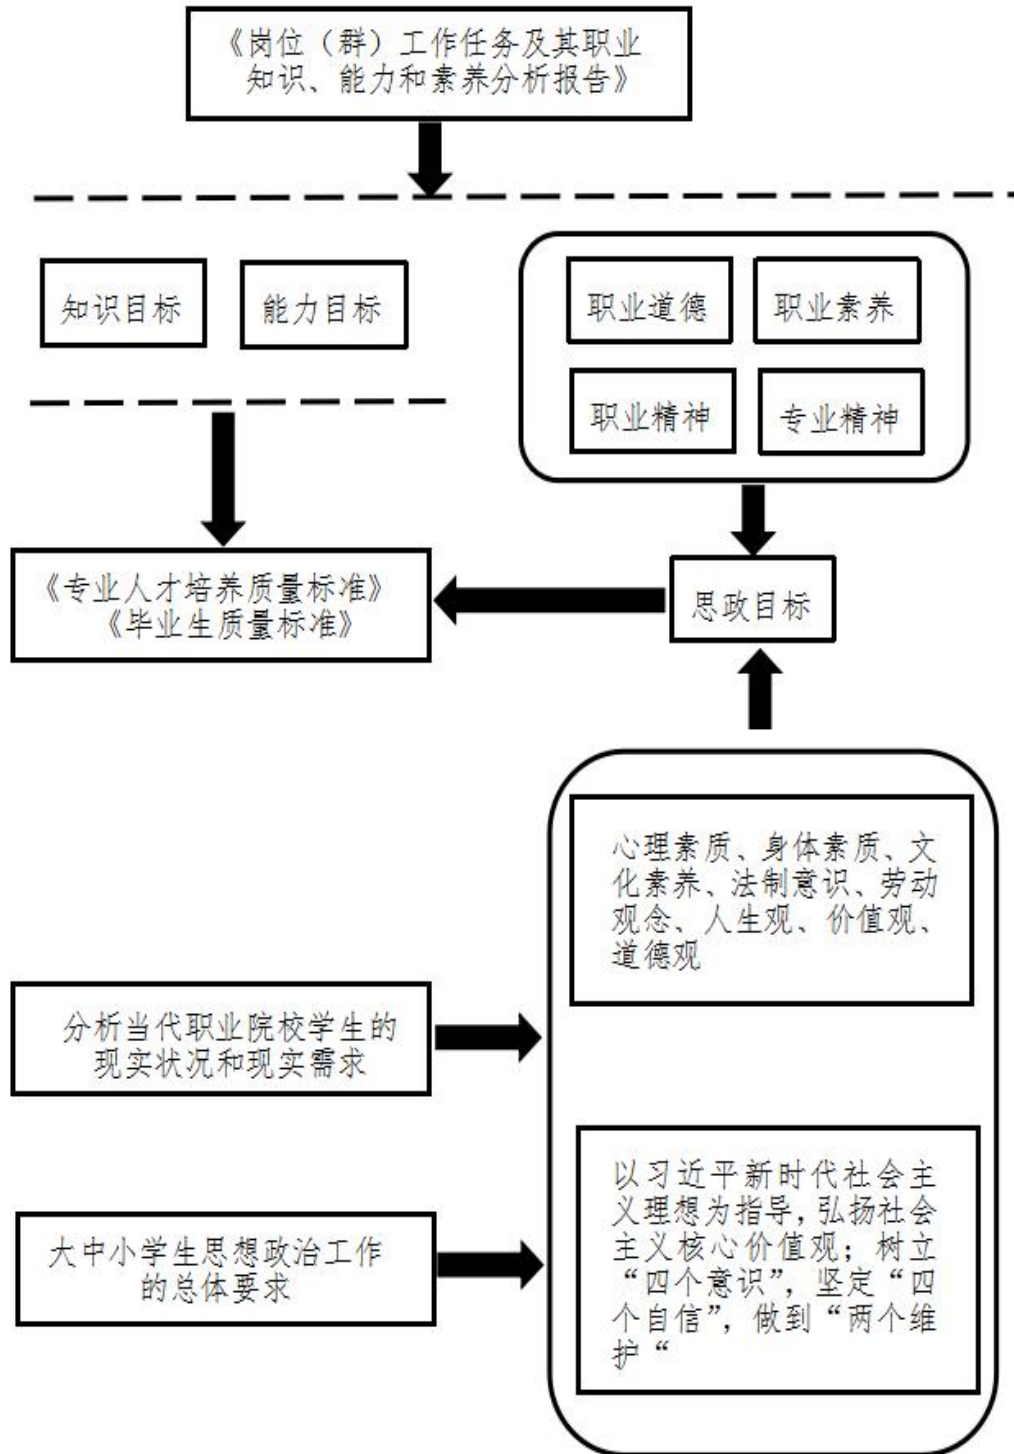 《岗位（群）工作任务及其职业
知识、能力和素养分析报告》
知识目标
能力目标
职业道德
职业素养
职业精神
专业精神
《专业人才培养质量标准》
《毕业生质量标准》
思政目标
心理素质、身体素质、文
化素养、法制意识、劳动
观念、人生观、价值观、
道德观
分析当代职业院校学生的
现实状况和现实需求
以习近平新时代社会主
义理想为指导，弘扬社会
主义核心价值观；树立
“四个意识”，坚定“四
个自信”，做到“两个维
护“
大中小学生思想政治工作
的总体要求